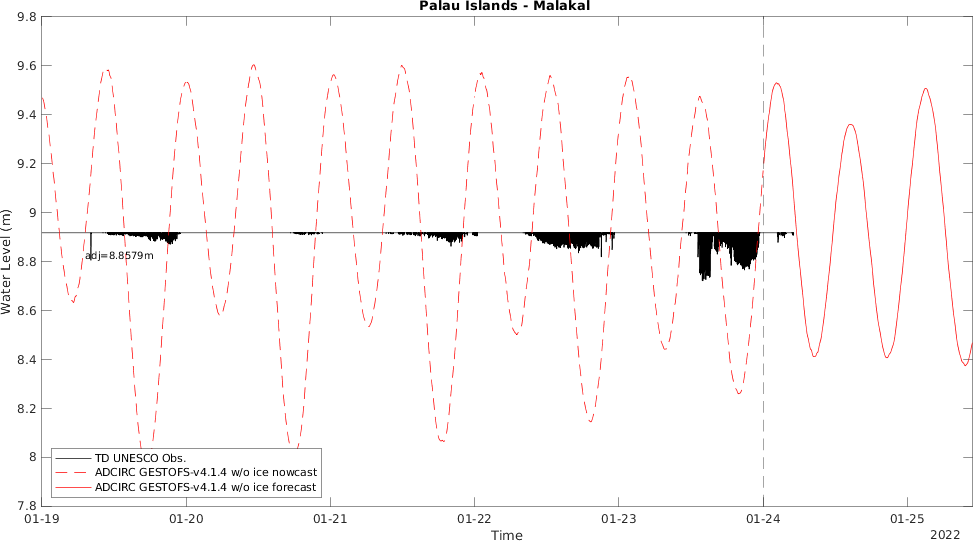 Palau Islands - Malakal
9.8
9.6
9.4
9.2
9
8.8
8.6
8.4
8.2
8
7.8
Water Level (m)
adj=8.8579m
TD UNESCO Obs.
ADCIRC GESTOFS-v4.1.4 w/o ice nowcast
ADCIRC GESTOFS-v4.1.4 w/o ice forecast
01-19 01-20 01-21 01-22 01-23 01-24 01-25
Time
2022